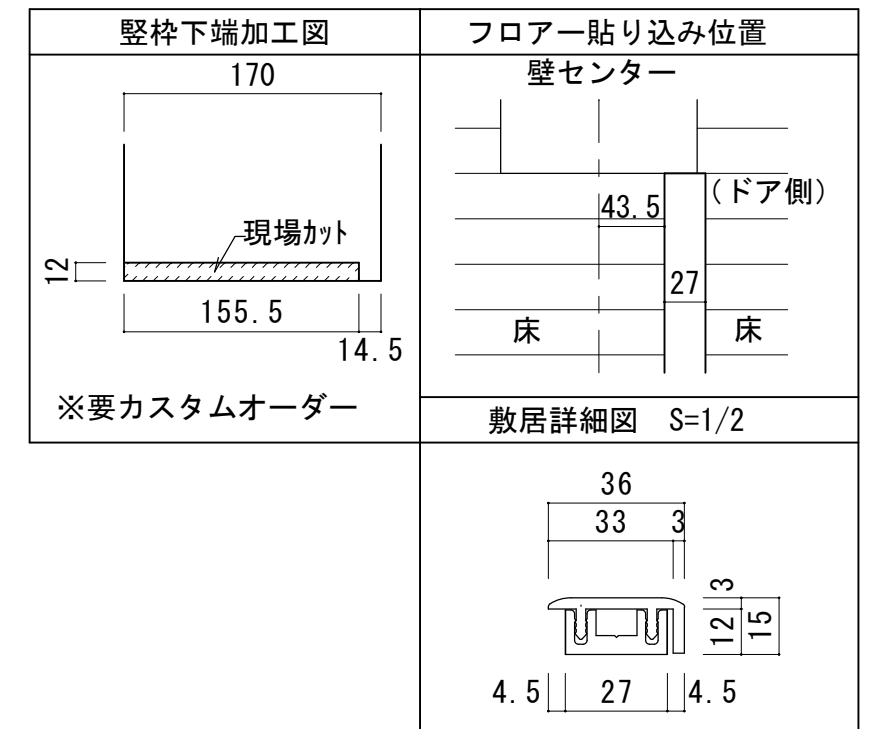 竪枠下端加工図
170
現場ｶｯﾄ
12
155.5
14.5
※要カスタムオーダー
フロアー貼り込み位置
壁センター
(ドア側)
43.5
27
床
床
敷居詳細図 S=1/2
36
33
3
3
12
15
4.5
27
4.5